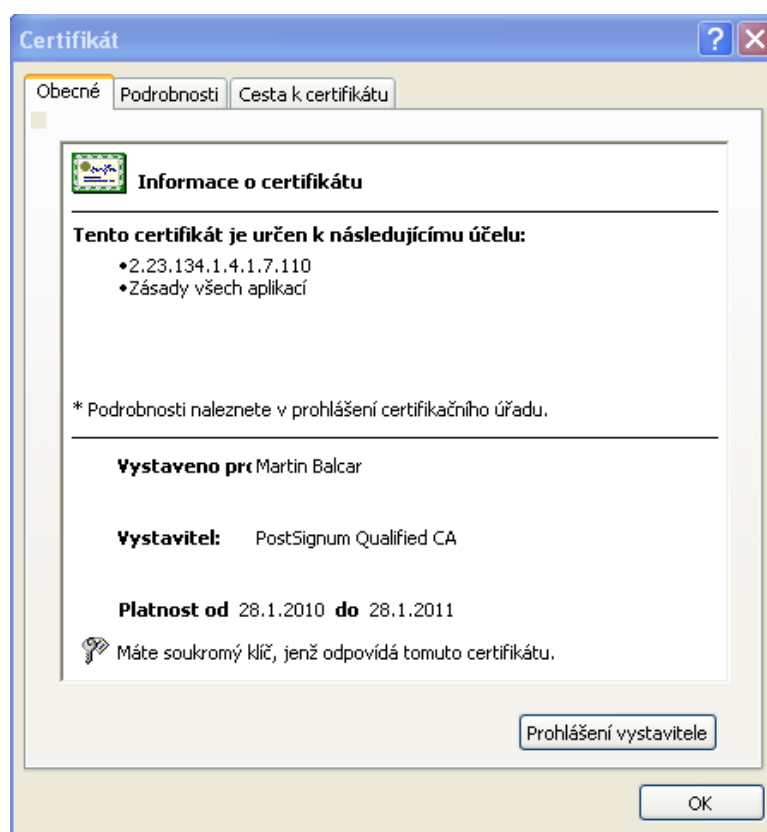 Certifikát
Obecné Podrobnosti Cesta k certifikátu
Informace o certifikátu
Tento certifikát je určen k následujícímu účelu:
•2.23.134.1.4.1.7.110
•Zásady všech aplikací
* Podrobnosti naleznete v prohlášení certifikačního úřadu.
Vystaveno pro Martin Balcar
Vystavitel: PostSignum Qualified CA
Platnost od 28.1.2010 do 28.1.2011
Máte soukromý klíč, jenž odpovídá tomuto certifikátu.
Prohlášení vystavitele
OK